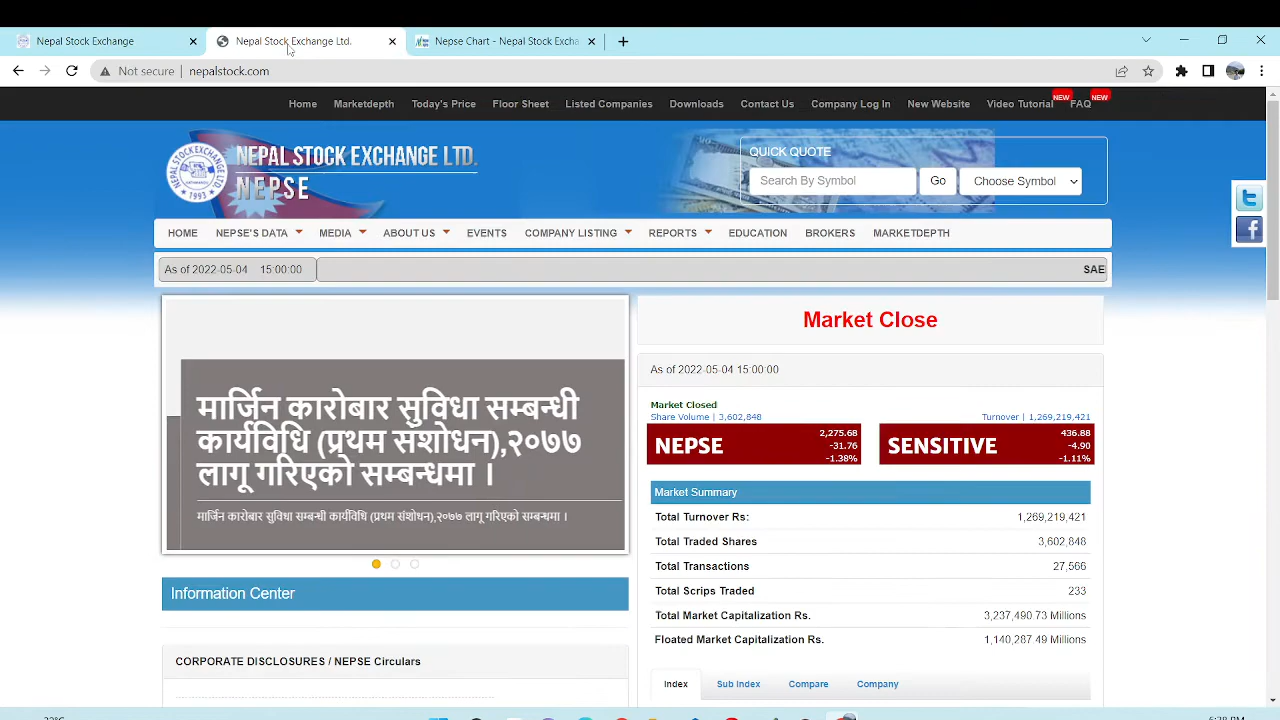 Nepal Stock Exchange
Nepal Stock Exchange Ltd.
Nepse Chart - Nepal Stock Excha
Not secure
nepalstock.com
Home Marketdepth Today's Price Floor Sheet Listed Companies Downloads Contact Us Company Log In New Website Video Tutorial NEW FAQ NEW
NEPAL STOCK EXCHANGE LTD
1993
NEPAL STOCK EXCHANGE LTD.
NEPSE
QUICK QUOTE
Search By Symbol Go Choose Symbol
HOME NEPSE'S DATA MEDIA ABOUT US EVENTS COMPANY LISTING REPORTS EDUCATION BROKERS MARKETDEPTH
As of 2022-05-04 15:00:00 SAE
मार्जिन कारोबार सुविधा सम्बन्धी
कार्यविधि (प्रथम संशोधन),२०७७
लागू गरिएको सम्बन्धमा ।
मार्जिन कारोबार सुविधा सम्बन्धी कार्यविधि (प्रथम संशोधन),२०७७ लागू गरिएको सम्बन्धमा ।
Information Center
CORPORATE DISCLOSURES / NEPSE Circulars
Market Close
As of 2022-05-04 15:00:00
Market Closed
Share Volume | 3,602,848 Turnover | 1,269,219,421
NEPSE
2,275.68
-31.76
-1.38%
SENSITIVE
436.88
-4.90
-1.11%
Market Summary
Total Turnover Rs: 1,269,219,421
Total Traded Shares 3,602,848
Total Transactions 27,566
Total Scrips Traded 233
Total Market Capitalization Rs. 3,237,490.73 Millions
Floated Market Capitalization Rs. 1,140,287.49 Millions
Index Sub Index Compare Company